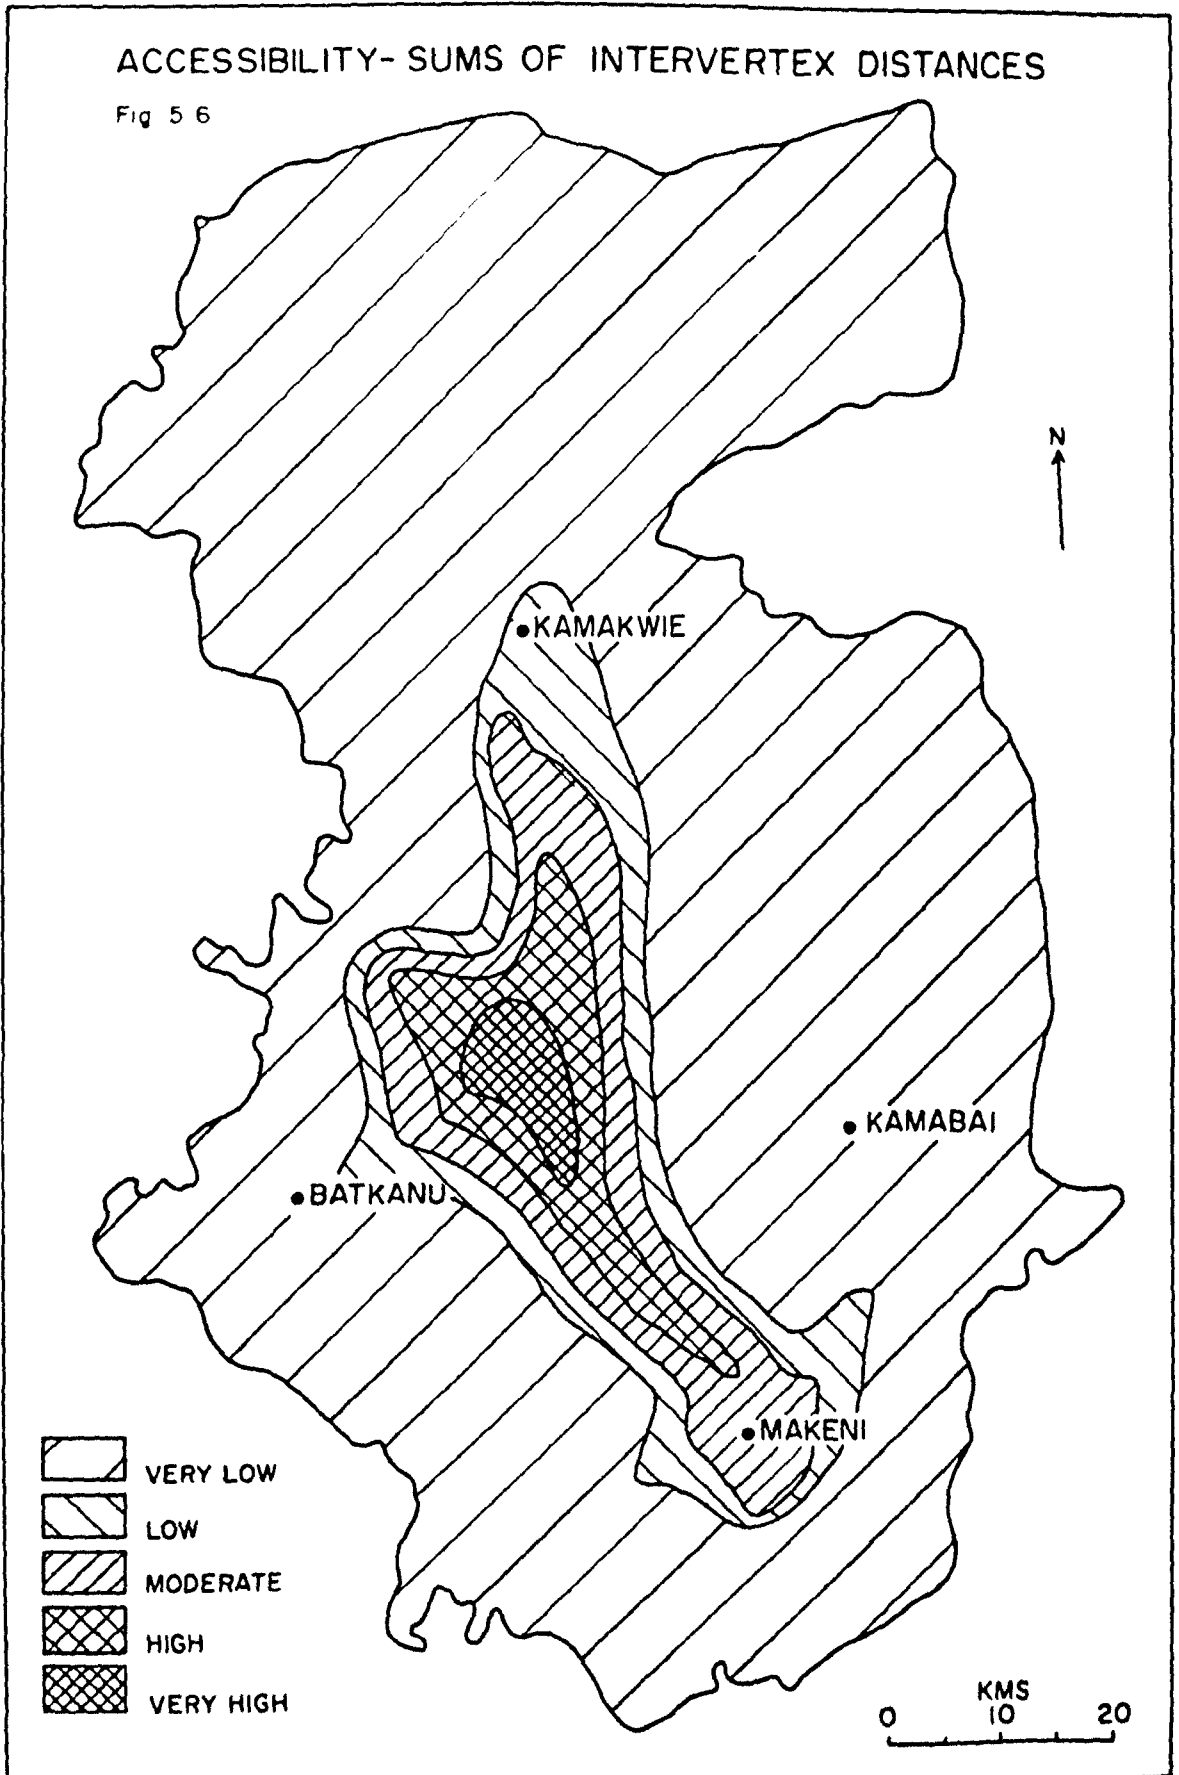 ACCESSIBILITY- SUMS OF INTERVERTEX DISTANCES
Fig 5 6
N
KAMAKWIE
KAMABAI
BATKANU
MAKENI
VERY LOW
LOW
MODERATE
HIGH
VERY HIGH
KMS
0 10 20